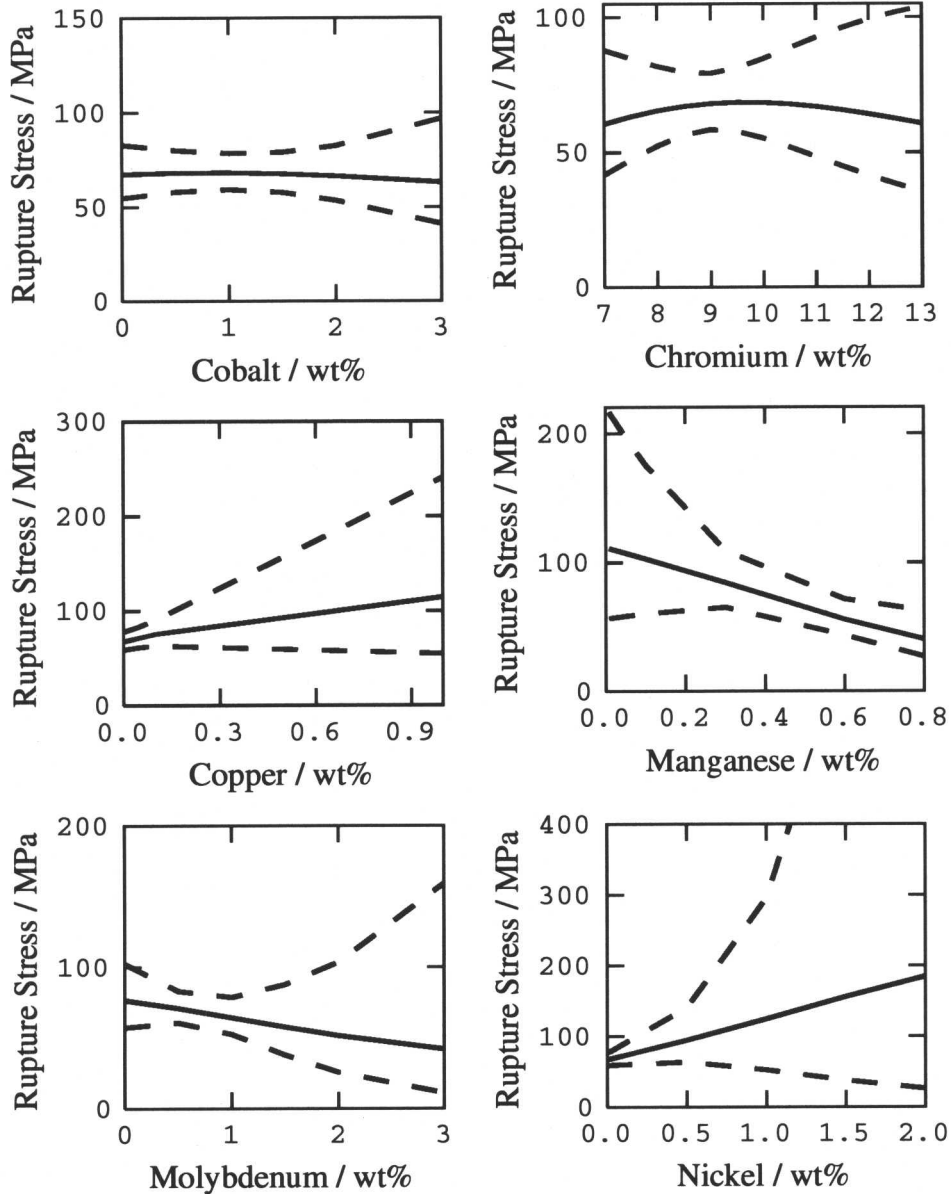 150
100
50
0
Rupture Stress / MPa
0 1 2 3
Cobalt / wt%
100
50
0
Rupture Stress / MPa
7 8 9 10 11 12 13
Chromium / wt%
300
200
100
0
Rupture Stress / MPa
0.0 0.3 0.6 0.9
Copper / wt%
200
100
0
Rupture Stress / MPa
0.0 0.2 0.4 0.6 0.8
Manganese / wt%
200
100
0
Rupture Stress / MPa
0 1 2 3
Molybdenum / wt%
400
300
200
100
0
Rupture Stress / MPa
0.0 0.5 1.0 1.5 2.0
Nickel / wt%